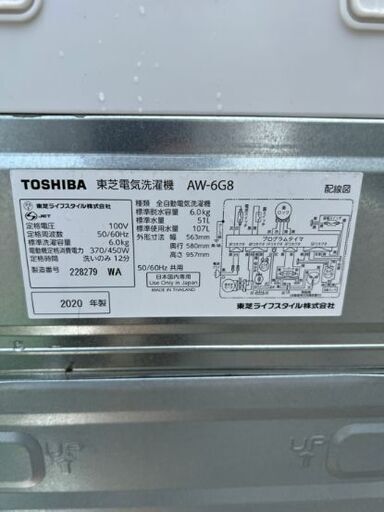 TOSHIBA 東芝電気洗濯機 AW-6G8 配線図
東芝ライフスタイル株式会社
S-JET
定格電圧 100V
定格周波数 50/60Hz
標準洗濯容量 6.0kg
電動機定格消費電力 370/450W
定格時間 洗いのみ 12分
製造番号 228279 WA
2020 年製
種類 全自動電気洗濯機
標準脱水容量 6.0kg
標準水量 51L
標準使用水量 107L
外形寸法 幅 563mm
奥行 580mm
高さ 957mm
50/60Hz 共用
日本国内専用
Use Only in Japan
MADE IN THAILAND
プログラムタイマ
東芝ライフスタイル株式会社
UP
UP